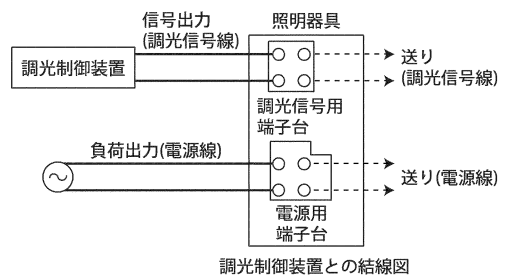 信号出力
(調光信号線)
照明器具
調光制御装置
送り
(調光信号線)
調光信号用
端子台
負荷出力(電源線)
送り(電源線)
電源用
端子台
調光制御装置との結線図